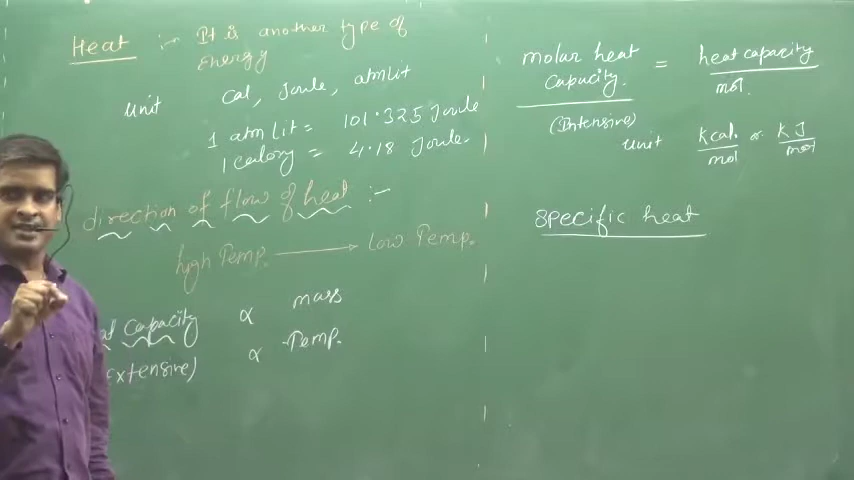 Heat :- It is another type of
Energy
Unit cal, Joule, atmlit
1 atm lit = 101.325 Joule
1 calory = 4.18 Joule.
direction of flow of heat :-
high Temp. → low Temp.
at Capacity ∝ mass
xtensive) ∝ Temp.
molar heat Capacity. = heat capacity / mol.
(Intensive)
Unit kcal. / mol or kJ / mol
Specific heat